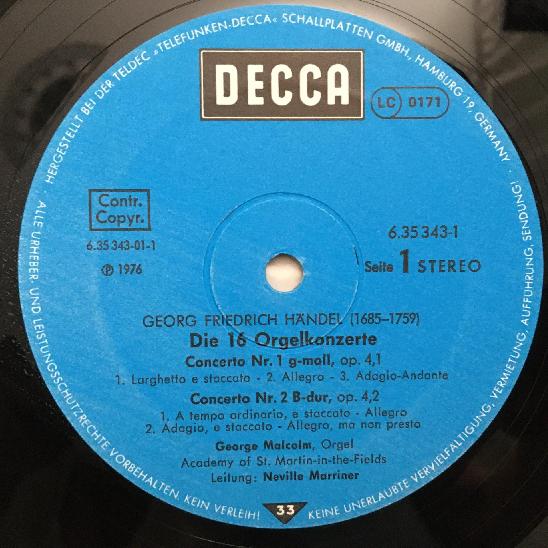 HERGESTELLT BEI DER TELDEC »TELEFUNKEN-DECCA« SCHALLPLATTEN GMBH., HAMBURG 19, GERMANY ·
DECCA
LC 0171
Contr.
Copyr.
6.35 343-01-1
℗ 1976
6.35 343-1
Seite 1 STEREO
GEORG FRIEDRICH HÄNDEL (1685–1759)
Die 16 Orgelkonzerte
Concerto Nr. 1 g-moll, op. 4,1
1. Larghetto e staccato - 2. Allegro - 3. Adagio-Andante
Concerto Nr. 2 B-dur, op. 4,2
1. A tempo ordinario, e staccato - Allegro
2. Adagio, e staccato - Allegro, ma non presto
George Malcolm, Orgel
Academy of St. Martin-in-the-Fields
Leitung: Neville Marriner
33
ALLE URHEBER- UND LEISTUNGSSCHUTZRECHTE VORBEHALTEN. KEIN VERLEIH! KEINE UNERLAUBTE VERVIELFÄLTIGUNG, VERMIETUNG, AUFFÜHRUNG, SENDUNG!